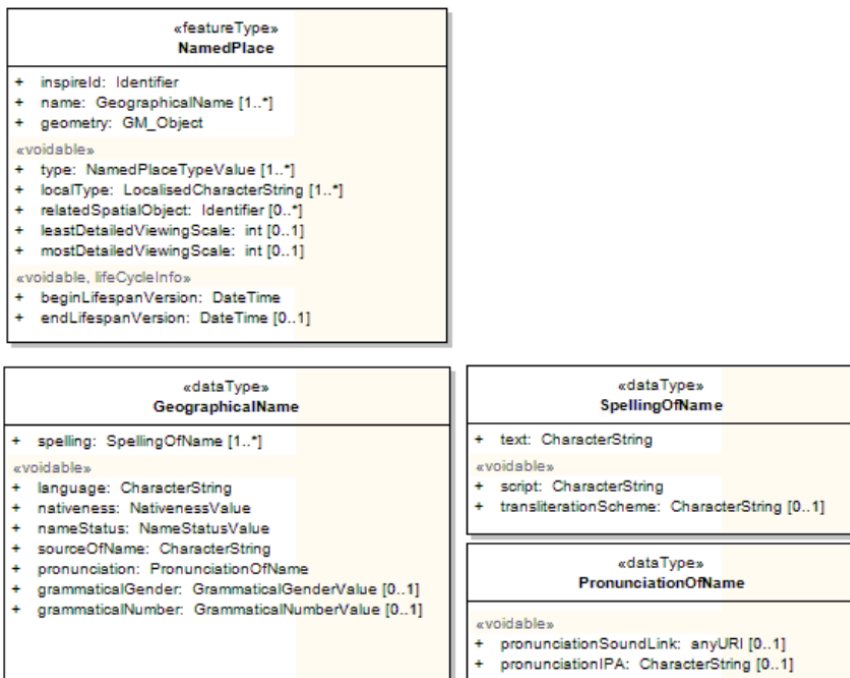 «featureType»
NamedPlace
+ inspireId: Identifier
+ name: GeographicalName [1..*]
+ geometry: GM_Object
«voidable»
+ type: NamedPlaceTypeValue [1..*]
+ localType: LocalisedCharacterString [1..*]
+ relatedSpatialObject: Identifier [0..*]
+ leastDetailedViewingScale: int [0..1]
+ mostDetailedViewingScale: int [0..1]
«voidable, lifeCycleInfo»
+ beginLifespanVersion: DateTime
+ endLifespanVersion: DateTime [0..1]
«dataType»
GeographicalName
+ spelling: SpellingOfName [1..*]
«voidable»
+ language: CharacterString
+ nativeness: NativenessValue
+ nameStatus: NameStatusValue
+ sourceOfName: CharacterString
+ pronunciation: PronunciationOfName
+ grammaticalGender: GrammaticalGenderValue [0..1]
+ grammaticalNumber: GrammaticalNumberValue [0..1]
«dataType»
SpellingOfName
+ text: CharacterString
«voidable»
+ script: CharacterString
+ transliterationScheme: CharacterString [0..1]
«dataType»
PronunciationOfName
«voidable»
+ pronunciationSoundLink: anyURI [0..1]
+ pronunciationIPA: CharacterString [0..1]